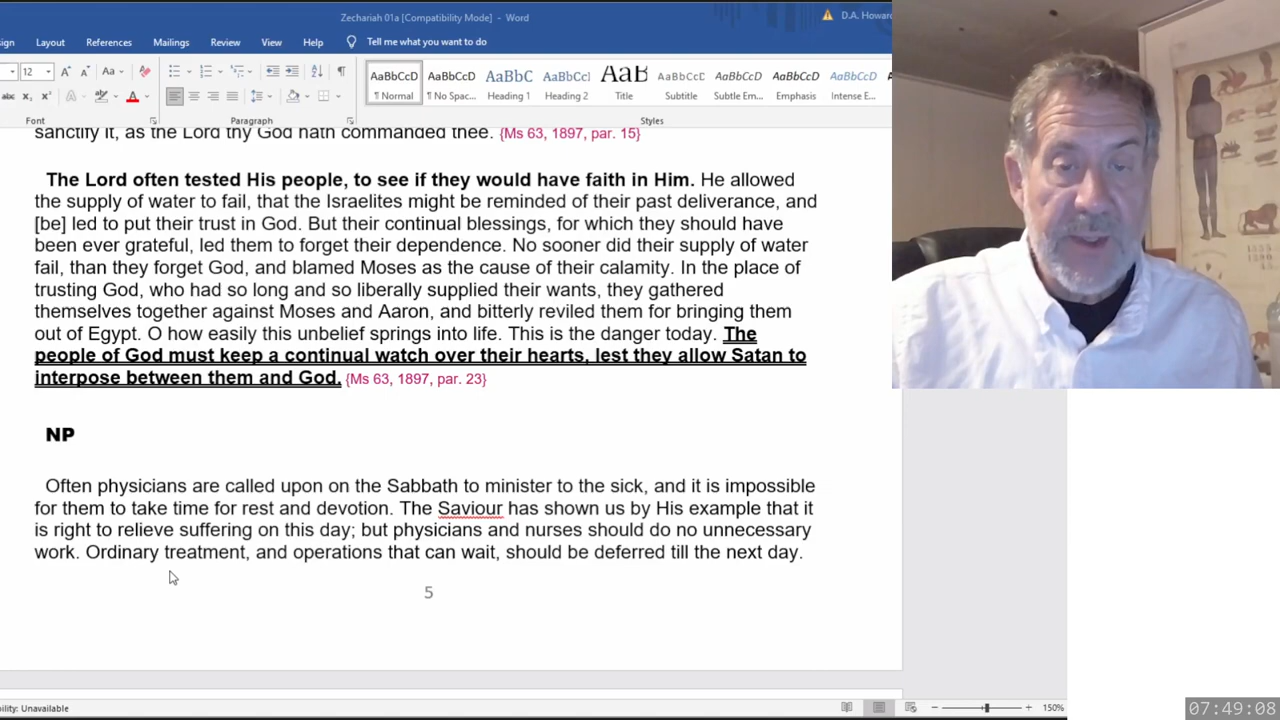 Zechariah 01a [Compatibility Mode] - Word
D.A. Howard
Layout References Mailings Review View Help Tell me what you want to do
12 Aa
AaBbCcD AaBbCcD AaBbC AaBbCcI AaB AaBbCcD AaBbCcD AaBbCcD AaBbCcD
¶ Normal ¶ No Spac... Heading 1 Heading 2 Title Subtitle Subtle Em... Emphasis Intense E...
Font Paragraph Styles
sanctify it, as the Lord thy God hath commanded thee. {Ms 63, 1897, par. 15}
The Lord often tested His people, to see if they would have faith in Him. He allowed
the supply of water to fail, that the Israelites might be reminded of their past deliverance, and
[be] led to put their trust in God. But their continual blessings, for which they should have
been ever grateful, led them to forget their dependence. No sooner did their supply of water
fail, than they forget God, and blamed Moses as the cause of their calamity. In the place of
trusting God, who had so long and so liberally supplied their wants, they gathered
themselves together against Moses and Aaron, and bitterly reviled them for bringing them
out of Egypt. O how easily this unbelief springs into life. This is the danger today. The
people of God must keep a continual watch over their hearts, lest they allow Satan to
interpose between them and God. {Ms 63, 1897, par. 23}
NP
Often physicians are called upon on the Sabbath to minister to the sick, and it is impossible
for them to take time for rest and devotion. The Saviour has shown us by His example that it
is right to relieve suffering on this day; but physicians and nurses should do no unnecessary
work. Ordinary treatment, and operations that can wait, should be deferred till the next day.
5
bility: Unavailable
150%
07:49:08